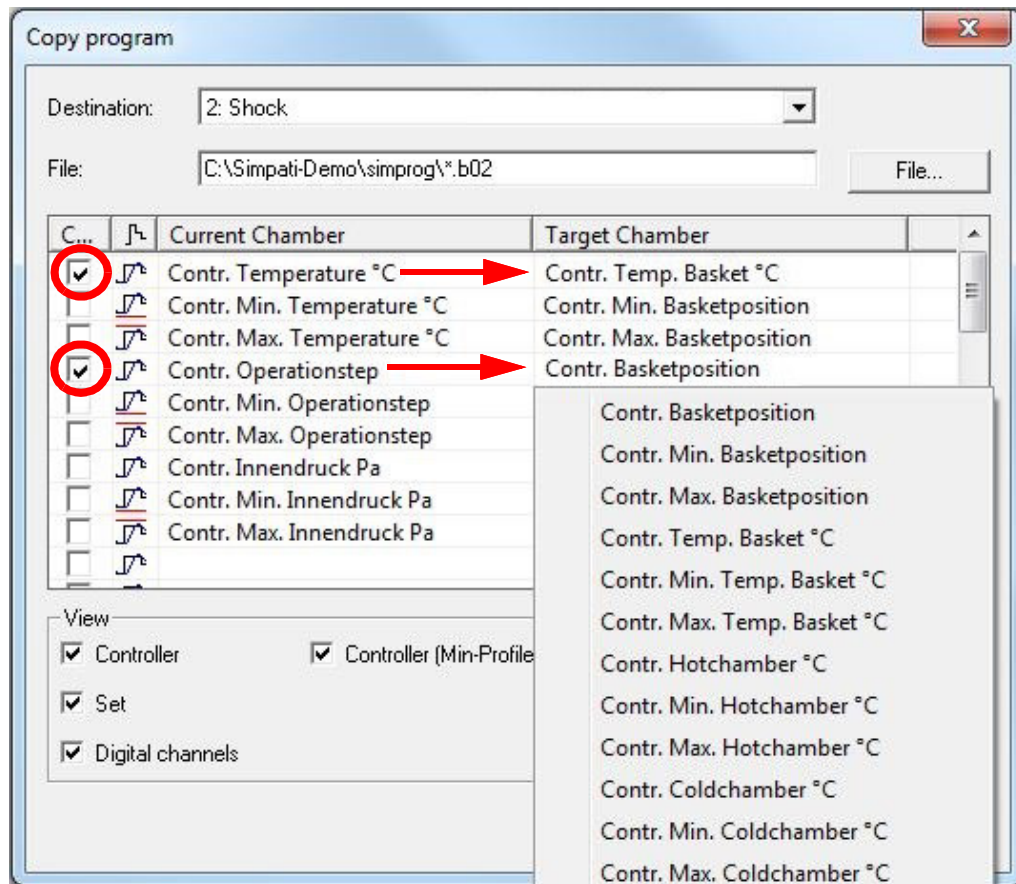 Copy program
Destination: 2: Shock
File: C:\Simpati-Demo\simprog\*.b02 File...
C... Current Chamber Target Chamber
Contr. Temperature °C Contr. Temp. Basket °C
Contr. Min. Temperature °C Contr. Min. Basketposition
Contr. Max. Temperature °C Contr. Max. Basketposition
Contr. Operationstep Contr. Basketposition
Contr. Min. Operationstep
Contr. Max. Operationstep
Contr. Innendruck Pa
Contr. Min. Innendruck Pa
Contr. Max. Innendruck Pa
Contr. Basketposition
Contr. Min. Basketposition
Contr. Max. Basketposition
Contr. Temp. Basket °C
Contr. Min. Temp. Basket °C
Contr. Max. Temp. Basket °C
Contr. Hotchamber °C
Contr. Min. Hotchamber °C
Contr. Max. Hotchamber °C
Contr. Coldchamber °C
Contr. Min. Coldchamber °C
Contr. Max. Coldchamber °C
View
Controller Controller (Min-Profile
Set
Digital channels